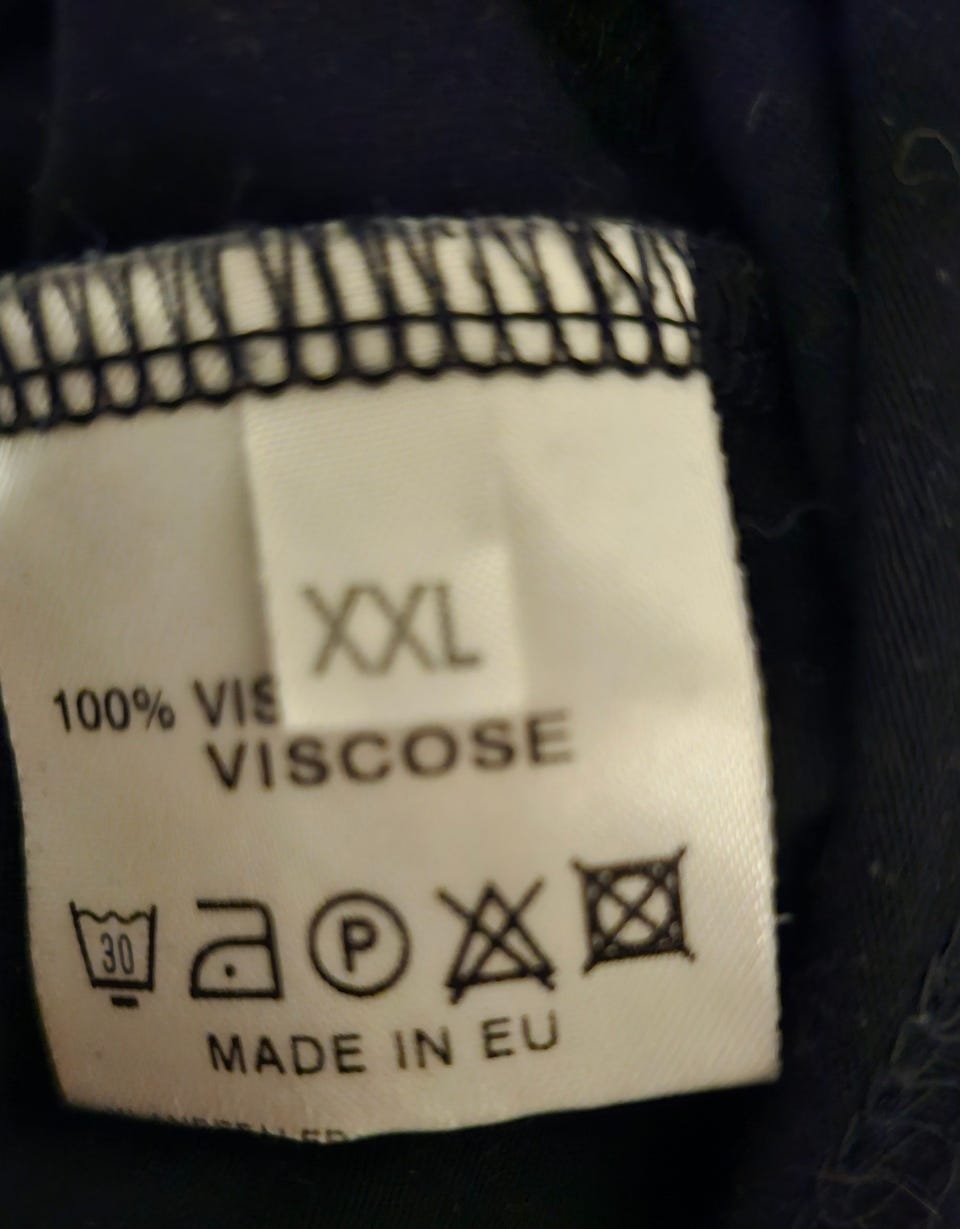 XXL
100% VIS
VISCOSE
30
P
MADE IN EU